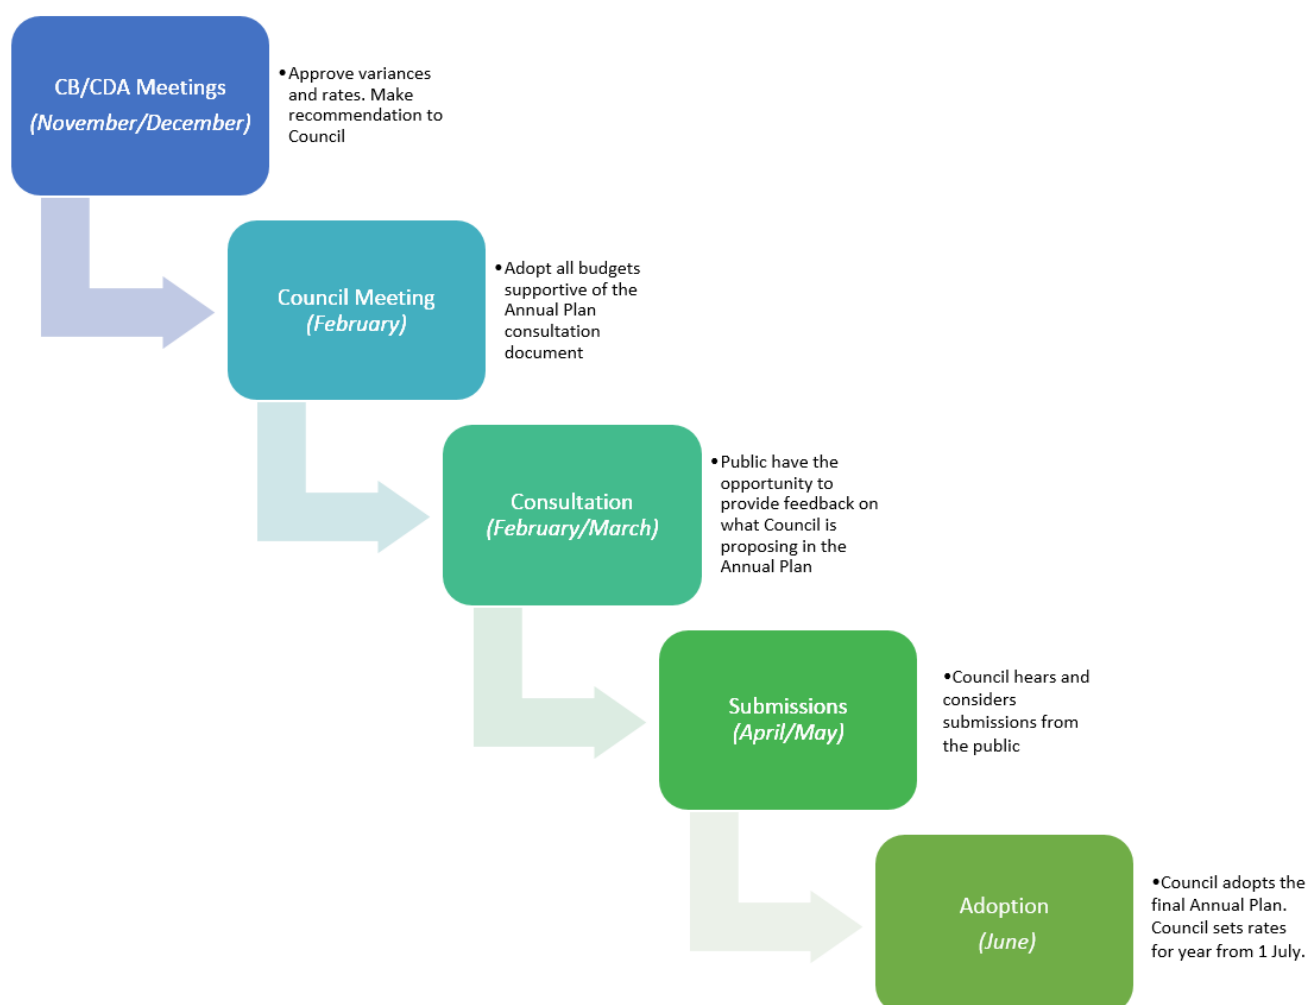 CB/CDA Meetings
(November/December)
•Approve variances
and rates. Make
recommendation to
Council
Council Meeting
(February)
•Adopt all budgets
supportive of the
Annual Plan
consultation
document
Consultation
(February/March)
•Public have the
opportunity to
provide feedback on
what Council is
proposing in the
Annual Plan
Submissions
(April/May)
•Council hears and
considers
submissions from
the public
Adoption
(June)
•Council adopts the
final Annual Plan.
Council sets rates
for year from 1 July.